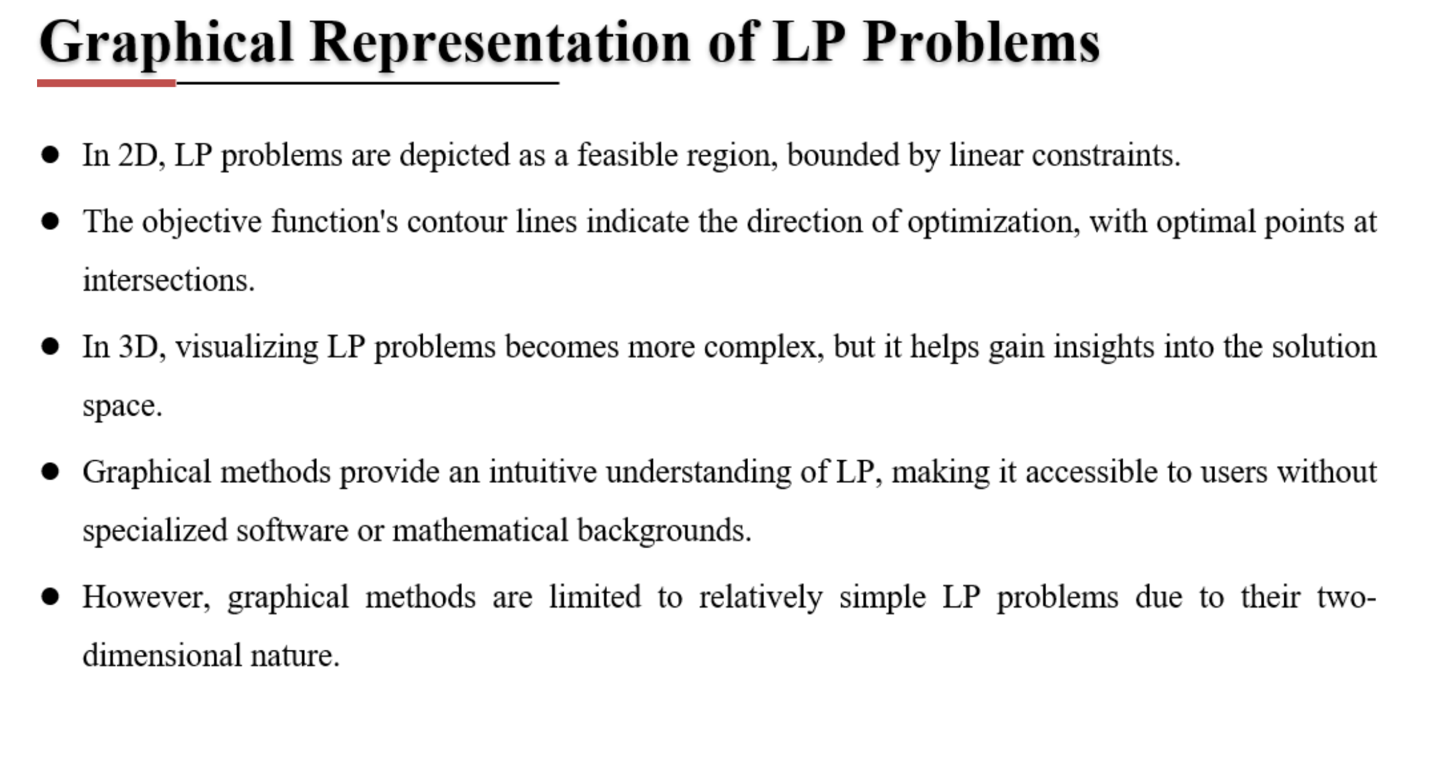 Graphical Representation of LP Problems
● In 2D, LP problems are depicted as a feasible region, bounded by linear constraints.
● The objective function's contour lines indicate the direction of optimization, with optimal points at
intersections.
● In 3D, visualizing LP problems becomes more complex, but it helps gain insights into the solution
space.
● Graphical methods provide an intuitive understanding of LP, making it accessible to users without
specialized software or mathematical backgrounds.
● However, graphical methods are limited to relatively simple LP problems due to their two-
dimensional nature.